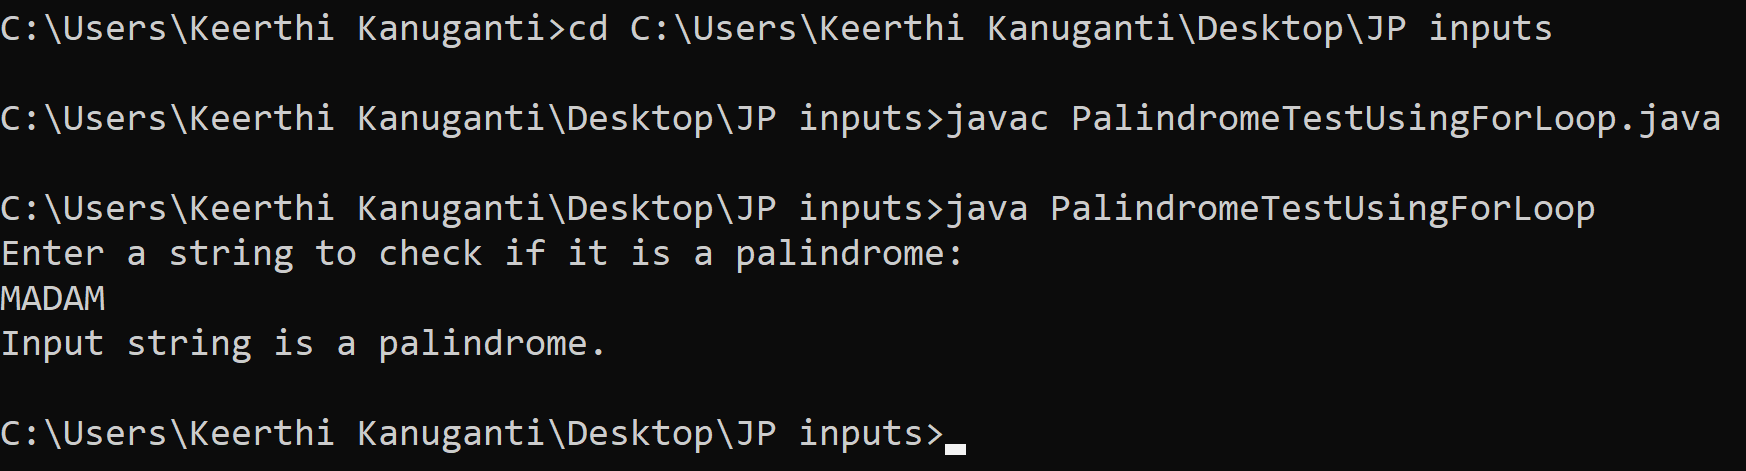 C:\Users\Keerthi Kanuganti>cd C:\Users\Keerthi Kanuganti\Desktop\JP inputs
C:\Users\Keerthi Kanuganti\Desktop\JP inputs>javac PalindromeTestUsingForLoop.java
C:\Users\Keerthi Kanuganti\Desktop\JP inputs>java PalindromeTestUsingForLoop
Enter a string to check if it is a palindrome:
MADAM
Input string is a palindrome.
C:\Users\Keerthi Kanuganti\Desktop\JP inputs>